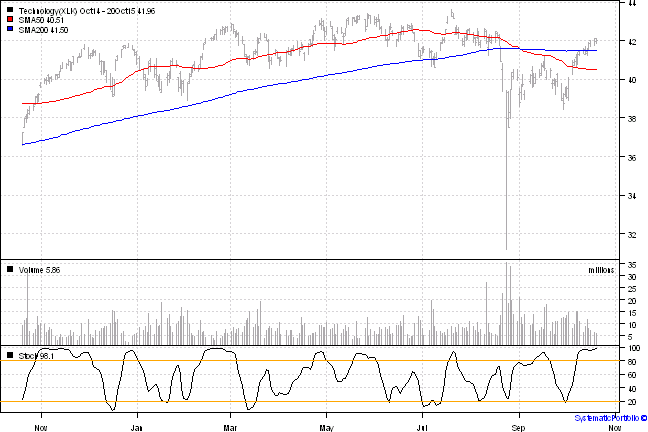 Technology(XLK) Oct14 - 20Oct15 41.96
SMA50 40.51
SMA200 41.50
44
42
40
38
36
34
32
Volume 5.86
millions
35
30
25
20
15
10
5
Stoch 98.1
100
80
60
40
20
Nov
Jan
Mar
May
Jul
Sep
Nov
SystematicPortfolio ©